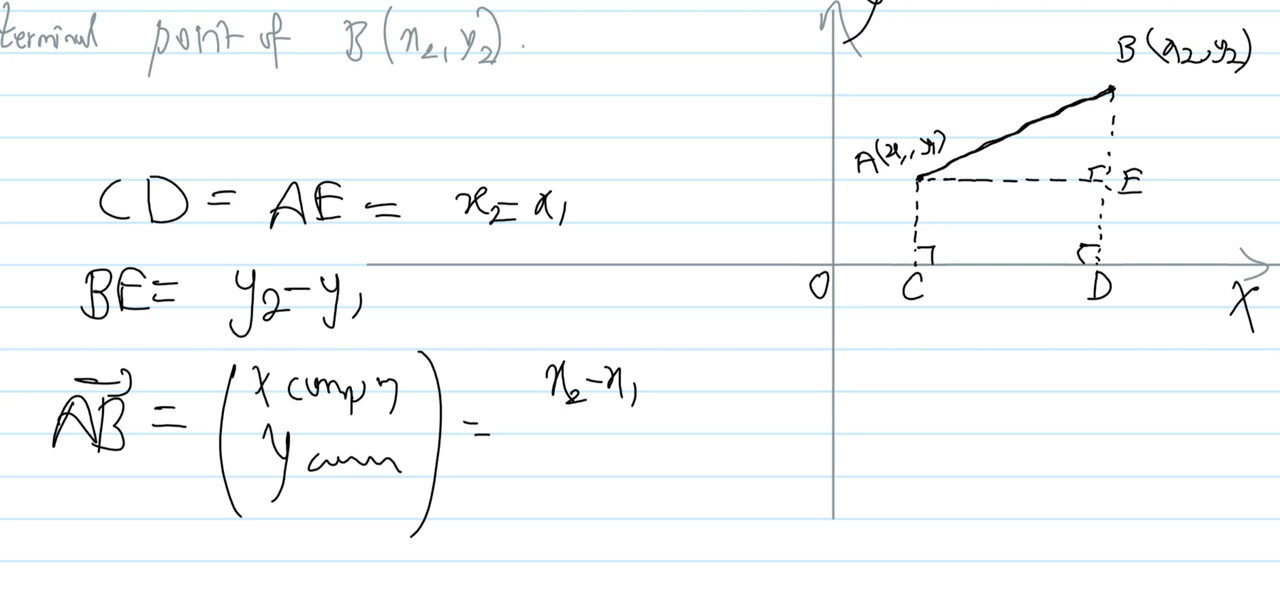 terminal point of B(x₂, y₂).
y
B(x₂, y₂)
A(x₁, y₁)
CD = AE = x₂ - x₁
E
BE = y₂ - y₁
O C D X
AB = ( x comp
y ) = x₂ - x₁